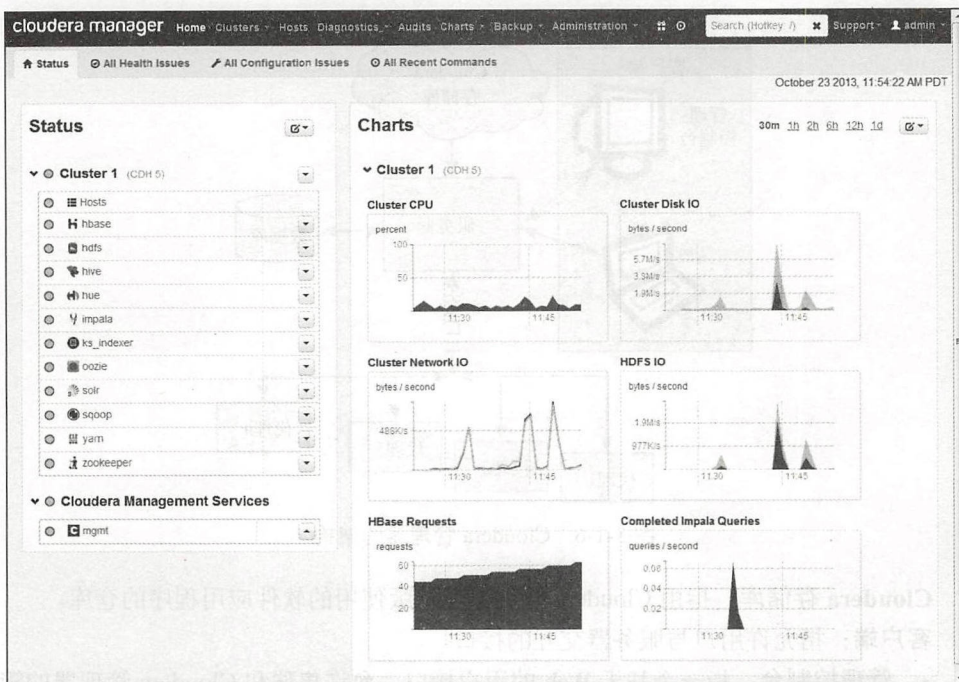 cloudera manager Home Clusters Hosts Diagnostics Audits Charts Backup Administration Search (Hotkey: /) Support admin
Status All Health Issues All Configuration Issues All Recent Commands
October 23 2013, 11:54:22 AM PDT
Status
Cluster 1 (CDH 5)
Hosts
hbase
hdfs
hive
hue
impala
ks_indexer
oozie
solr
sqoop
yarn
zookeeper
Cloudera Management Services
mgmt
Charts
30m 1h 2h 6h 12h 1d
Cluster 1 (CDH 5)
Cluster CPU
percent
100
50
11:30 11:45
Cluster Disk IO
bytes / second
5.7M/s
3.8M/s
1.9M/s
11:30 11:45
Cluster Network IO
bytes / second
488K/s
11:30 11:45
HDFS IO
bytes / second
1.9M/s
977K/s
11:30 11:45
HBase Requests
requests
60
40
20
11:30 11:45
Completed Impala Queries
queries / second
0.06
0.04
0.02
11:30 11:45